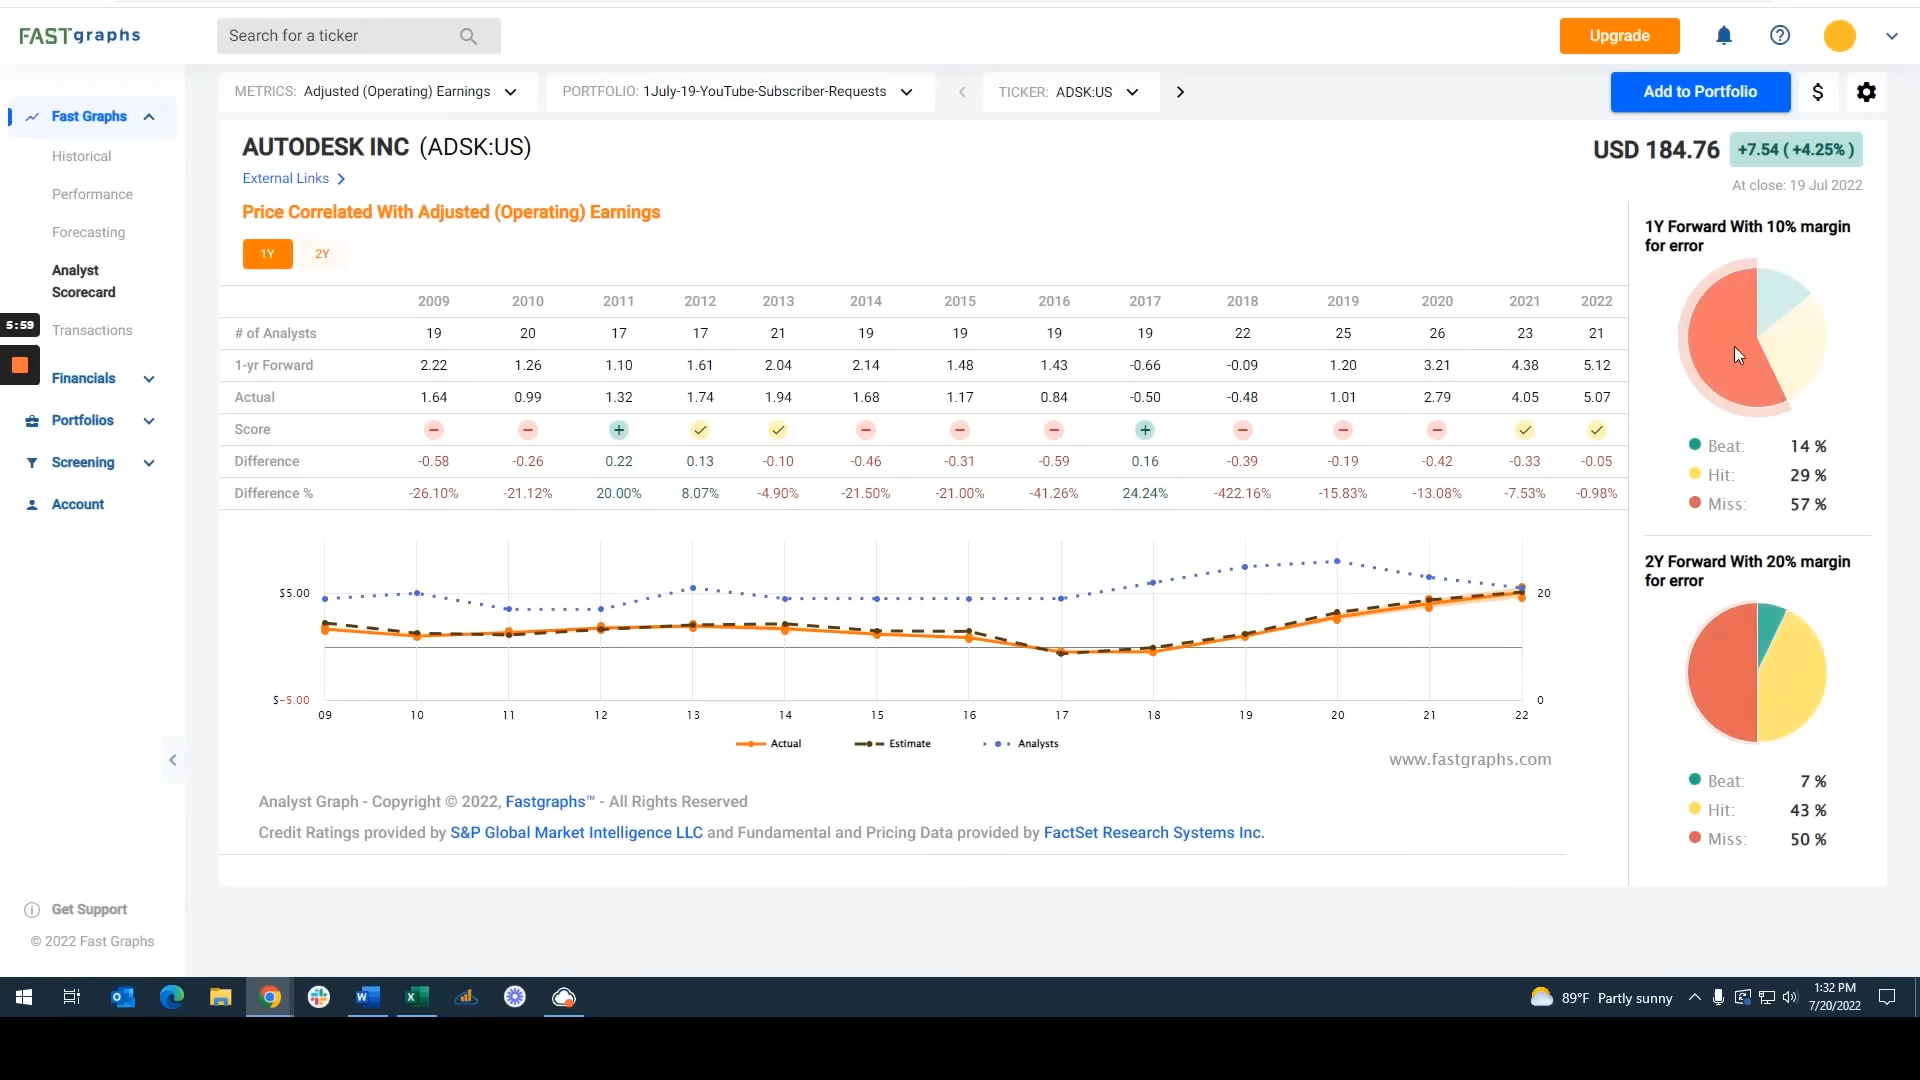 FAST graphs
Search for a ticker
Upgrade
METRICS: Adjusted (Operating) Earnings
PORTFOLIO: 1July-19-YouTube-Subscriber-Requests
TICKER: ADSK:US
Add to Portfolio
$
Fast Graphs
Historical
Performance
Forecasting
Analyst
Scorecard
Transactions
Financials
Portfolios
Screening
Account
5:59
Get Support
© 2022 Fast Graphs
AUTODESK INC (ADSK:US)
External Links
USD 184.76 +7.54 ( +4.25% )
At close: 19 Jul 2022
Price Correlated With Adjusted (Operating) Earnings
1Y 2Y
2009 2010 2011 2012 2013 2014 2015 2016 2017 2018 2019 2020 2021 2022
# of Analysts 19 20 17 17 21 19 19 19 19 22 25 26 23 21
1-yr Forward 2.22 1.26 1.10 1.61 2.04 2.14 1.48 1.43 -0.66 -0.09 1.20 3.21 4.38 5.12
Actual 1.64 0.99 1.32 1.74 1.94 1.68 1.17 0.84 -0.50 -0.48 1.01 2.79 4.05 5.07
Score
Difference -0.58 -0.26 0.22 0.13 -0.10 -0.46 -0.31 -0.59 0.16 -0.39 -0.19 -0.42 -0.33 -0.05
Difference % -26.10% -21.12% 20.00% 8.07% -4.90% -21.50% -21.00% -41.26% 24.24% -422.16% -15.83% -13.08% -7.53% -0.98%
$5.00 20
$-5.00 0
09 10 11 12 13 14 15 16 17 18 19 20 21 22
Actual Estimate Analysts
www.fastgraphs.com
Analyst Graph - Copyright © 2022, Fastgraphs™ - All Rights Reserved
Credit Ratings provided by S&P Global Market Intelligence LLC and Fundamental and Pricing Data provided by FactSet Research Systems Inc.
1Y Forward With 10% margin
for error
Beat: 14 %
Hit: 29 %
Miss: 57 %
2Y Forward With 20% margin
for error
Beat: 7 %
Hit: 43 %
Miss: 50 %
89°F Partly sunny
1:32 PM
7/20/2022